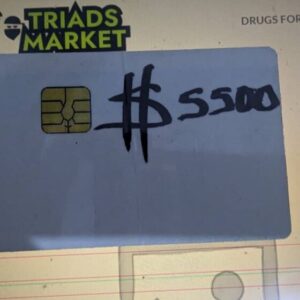 TRIADS
MARKET
DRUGS FOR
$5500